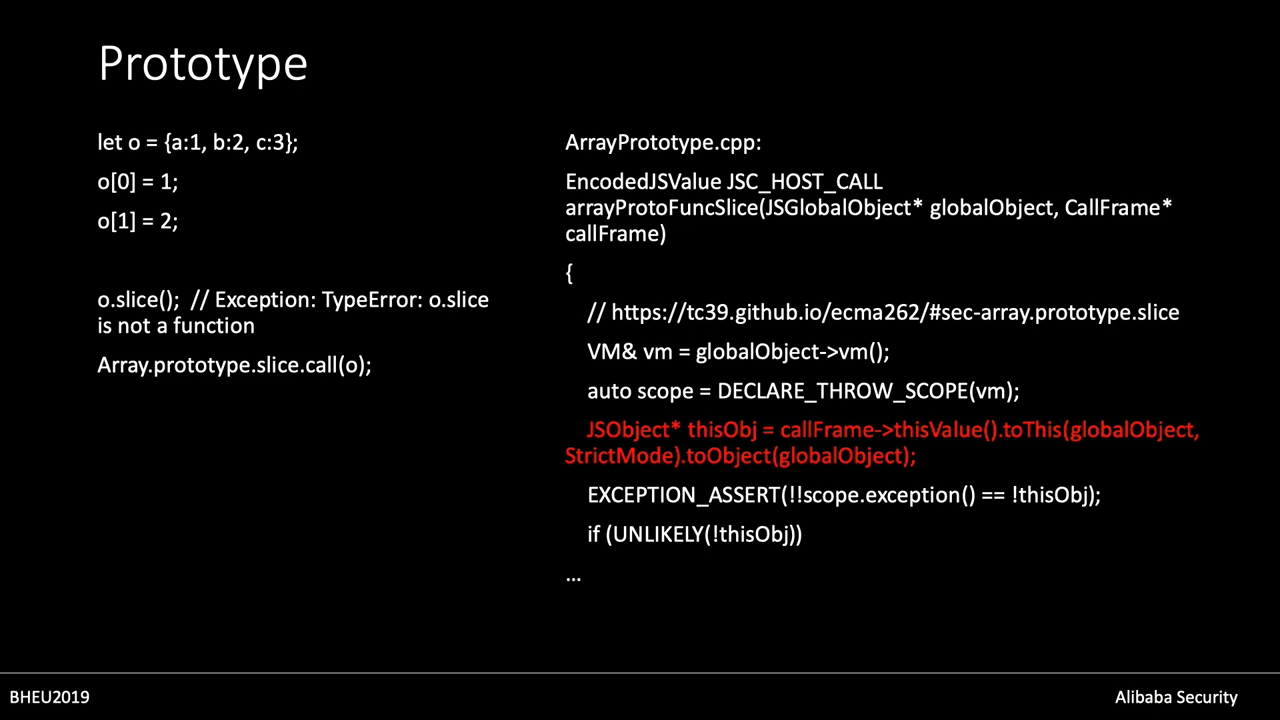 Prototype
let o = {a:1, b:2, c:3};
o[0] = 1;
o[1] = 2;
o.slice();  // Exception: TypeError: o.slice
is not a function
Array.prototype.slice.call(o);
ArrayPrototype.cpp:
EncodedJSValue JSC_HOST_CALL
arrayProtoFuncSlice(JSGlobalObject* globalObject, CallFrame*
callFrame)
{
// https://tc39.github.io/ecma262/#sec-array.prototype.slice
VM& vm = globalObject->vm();
auto scope = DECLARE_THROW_SCOPE(vm);
JSObject* thisObj = callFrame->thisValue().toThis(globalObject,
StrictMode).toObject(globalObject);
EXCEPTION_ASSERT(!!scope.exception() == !thisObj);
if (UNLIKELY(!thisObj))
...
BHEU2019
Alibaba Security